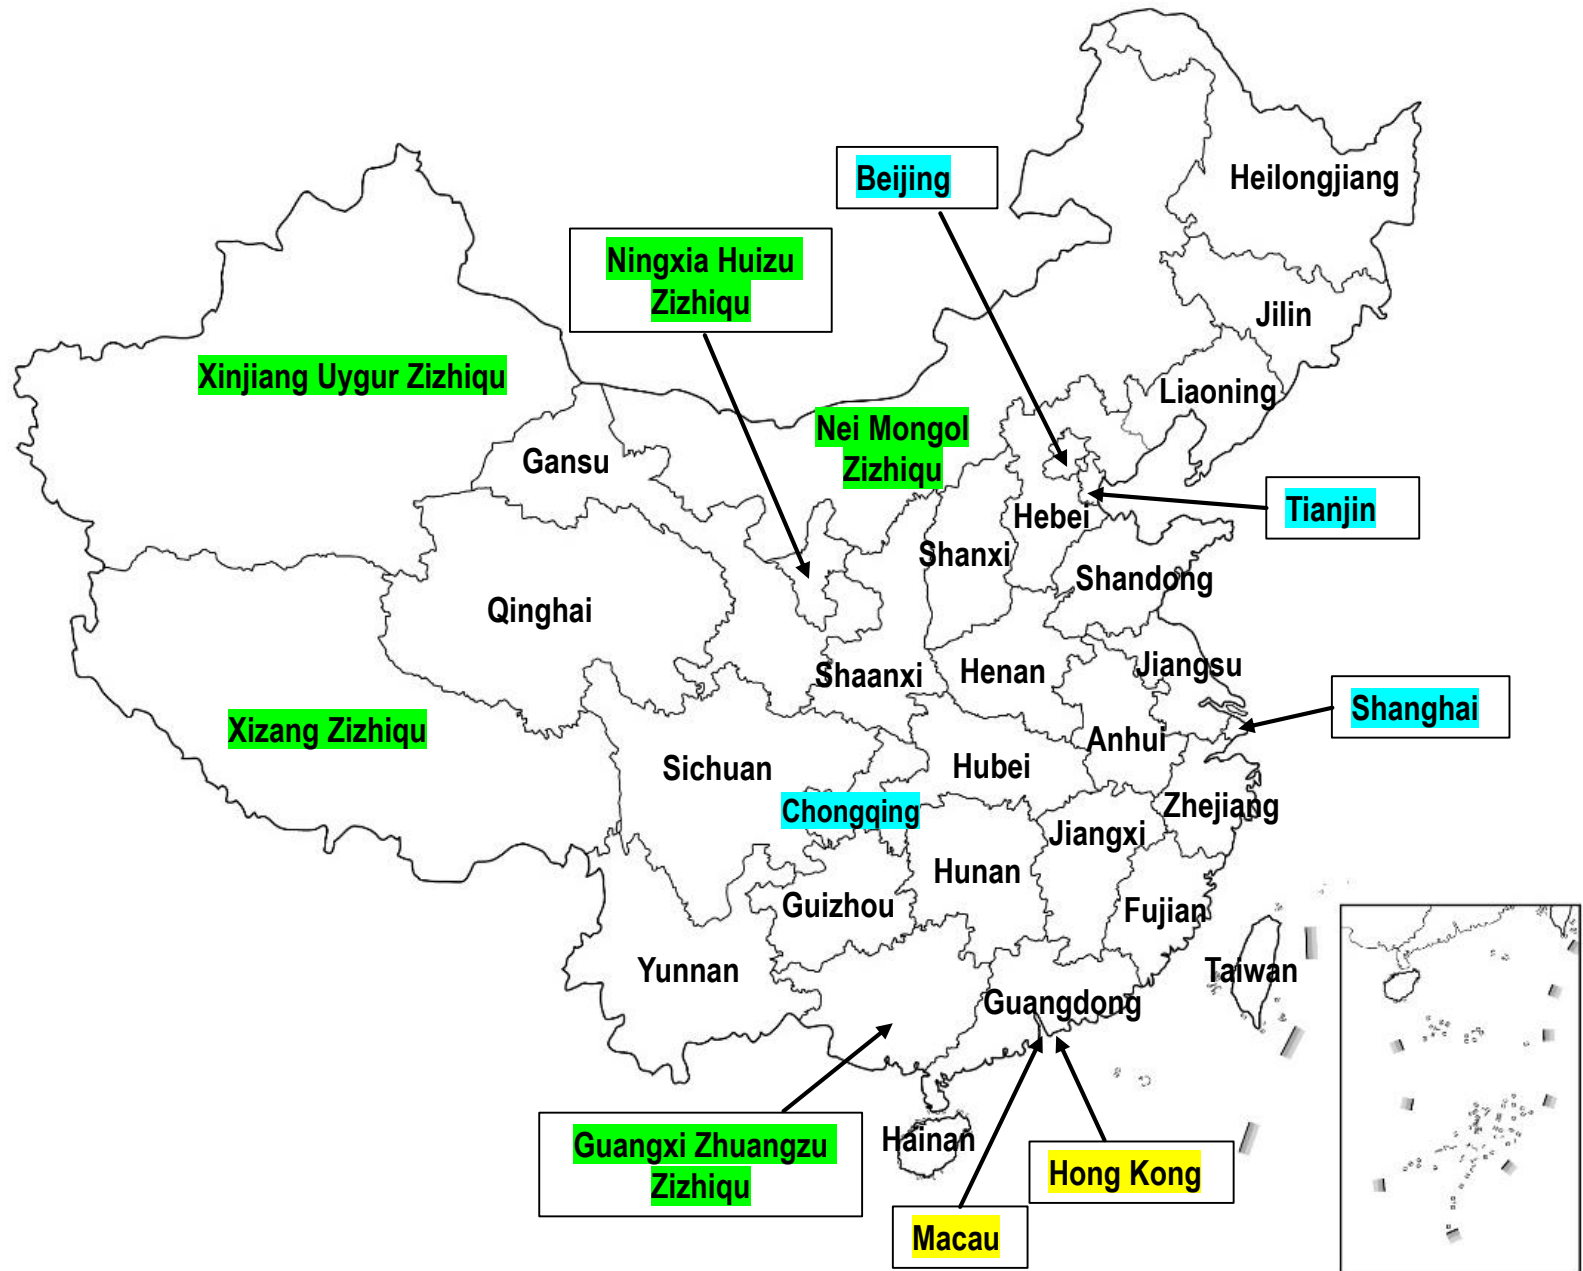 Heilongjiang
Beijing
Ningxia Huizu
Zizhiqu
Jilin
Xinjiang Uygur Zizhiqu
Liaoning
Nei Mongol
Zizhiqu
Gansu
Tianjin
Hebei
Shanxi
Shandong
Qinghai
Shaanxi
Henan
Jiangsu
Shanghai
Xizang Zizhiqu
Anhui
Sichuan
Hubei
Chongqing
Zhejiang
Jiangxi
Hunan
Guizhou
Fujian
Yunnan
Taiwan
Guangdong
Hainan
Guangxi Zhuangzu
Zizhiqu
Hong Kong
Macau